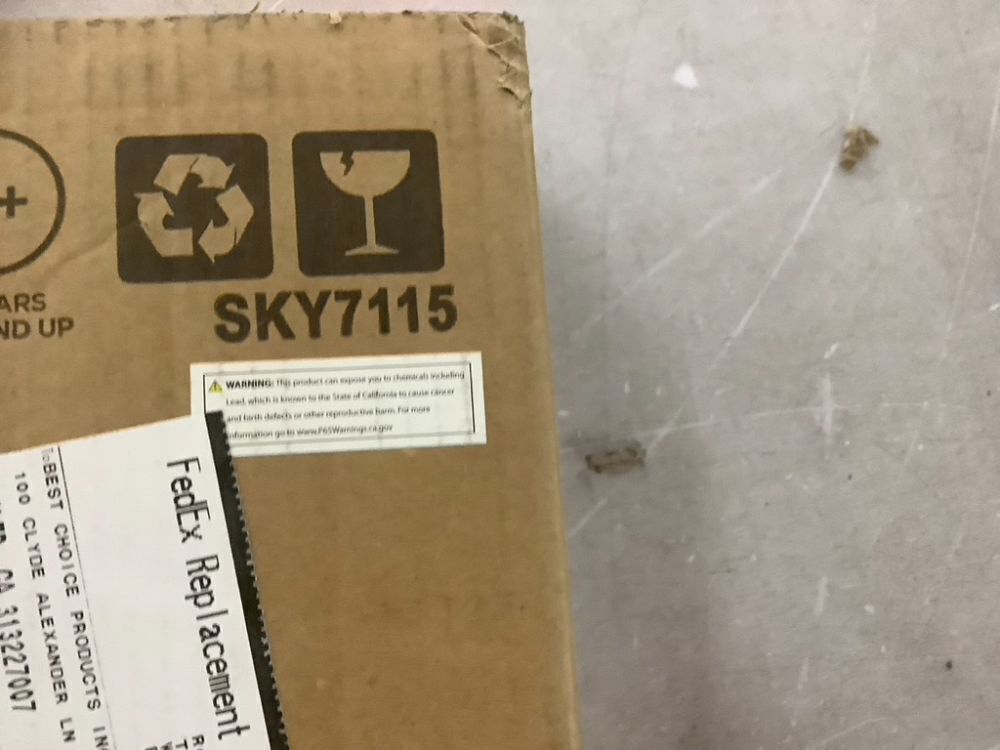 +
ARS
ND UP
SKY7115
WARNING: This product can expose you to chemicals including
Lead, which is known to the State of California to cause cancer
and birth defects or other reproductive harm. For more
information go to www.P65Warnings.ca.gov
FedEx Replacement
To:BEST CHOICE PRODUCTS IN
100 CLYDE ALEXANDER LN
CA 313227007